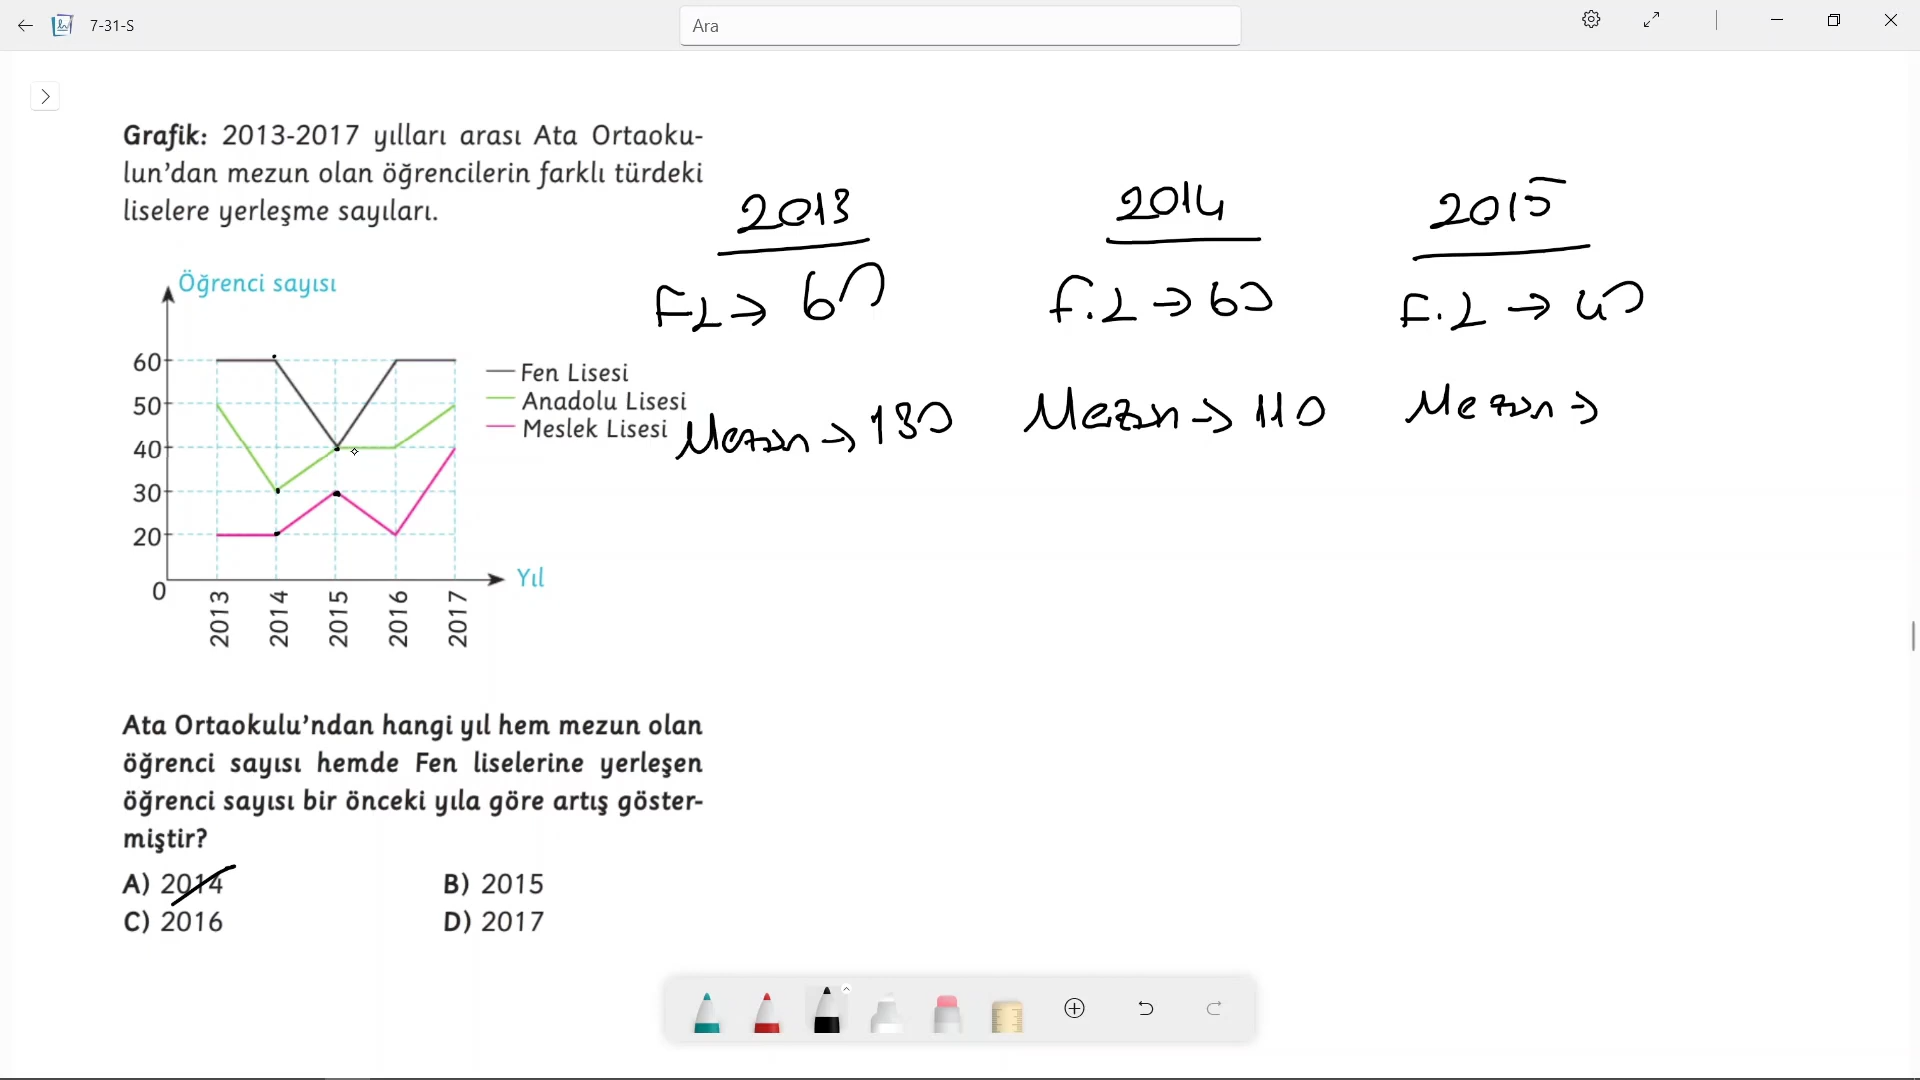 7-31-S
Ara
Grafik: 2013-2017 yılları arası Ata Ortaoku-
lun'dan mezun olan öğrencilerin farklı türdeki
liselere yerleşme sayıları.
Öğrenci sayısı
60
50
40
30
20
0
2013
2014
2015
2016
2017
Yıl
Fen Lisesi
Anadolu Lisesi
Meslek Lisesi
2013
FL → 60
Mezun → 130
2014
F.L → 60
Mezun → 110
2015
F.L → 40
Mezun →
Ata Ortaokulu'ndan hangi yıl hem mezun olan
öğrenci sayısı hemde Fen liselerine yerleşen
öğrenci sayısı bir önceki yıla göre artış göster-
miştir?
A) 2014 B) 2015
C) 2016 D) 2017